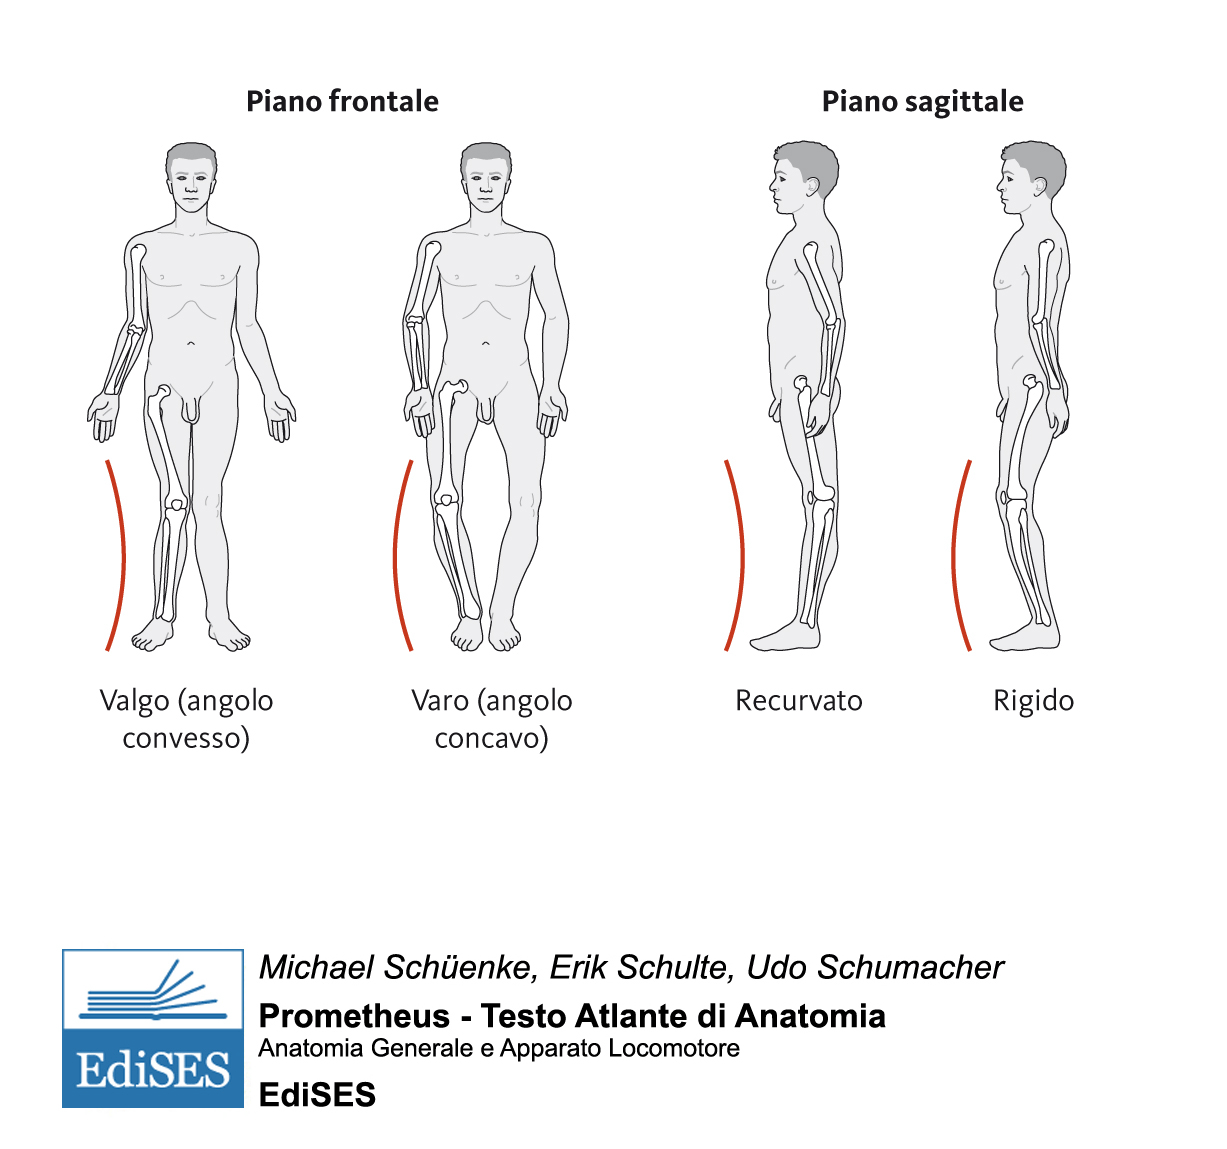 Piano frontale
Piano sagittale
Valgo (angolo
convesso)
Varo (angolo
concavo)
Recurvato
Rigido
EdiSES
Michael Schüenke, Erik Schulte, Udo Schumacher
Prometheus - Testo Atlante di Anatomia
Anatomia Generale e Apparato Locomotore
EdiSES